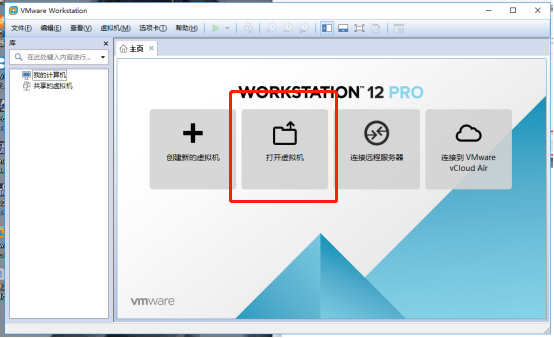 VMware Workstation
文件(F) 编辑(E) 查看(V) 虚拟机(M) 选项卡(T) 帮助(H)
库
在此处键入内容进行...
我的计算机
共享的虚拟机
主页
WORKSTATION™ 12 PRO
创建新的虚拟机
打开虚拟机
连接远程服务器
连接到 VMware
vCloud Air
vmware